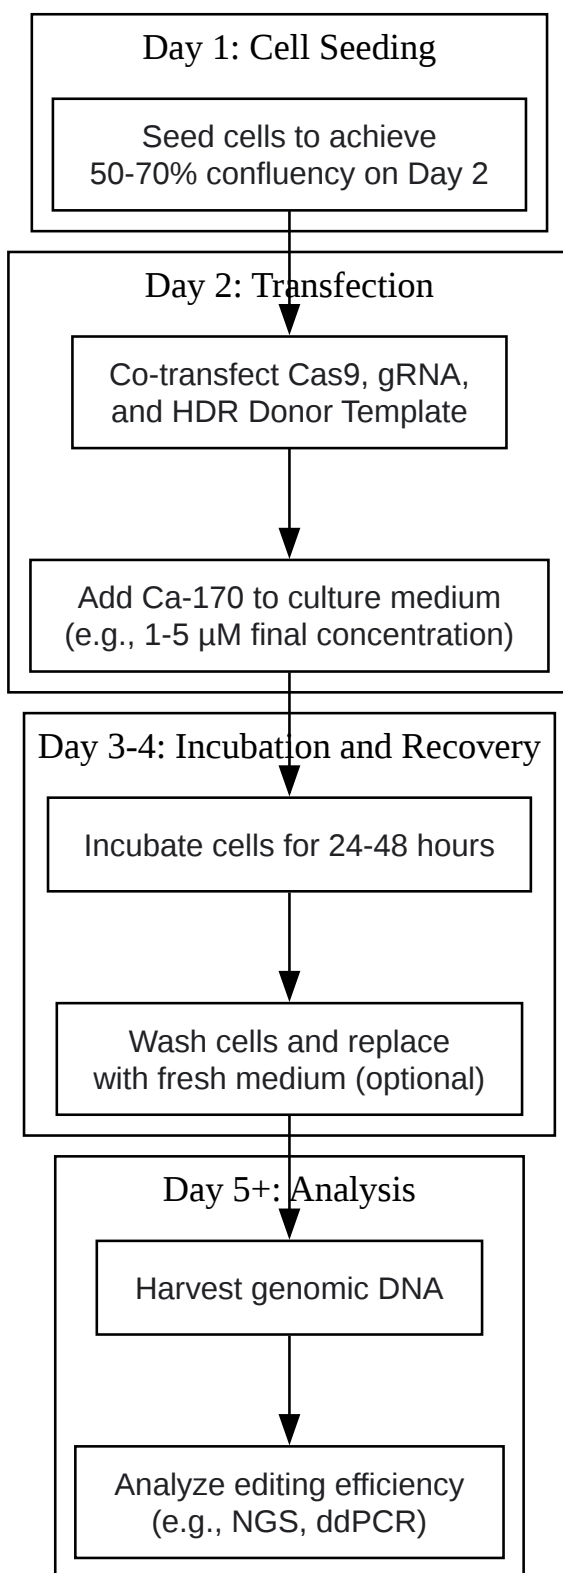 Day 1: Cell Seeding
Seed cells to achieve
50-70% confluency on Day 2
Day 2: Transfection
Co-transfect Cas9, gRNA,
and HDR Donor Template
Add Ca-170 to culture medium
(e.g., 1-5 µM final concentration)
Day 3-4: Incubation and Recovery
Incubate cells for 24-48 hours
Wash cells and replace
with fresh medium (optional)
Day 5+: Analysis
Harvest genomic DNA
Analyze editing efficiency
(e.g., NGS, ddPCR)